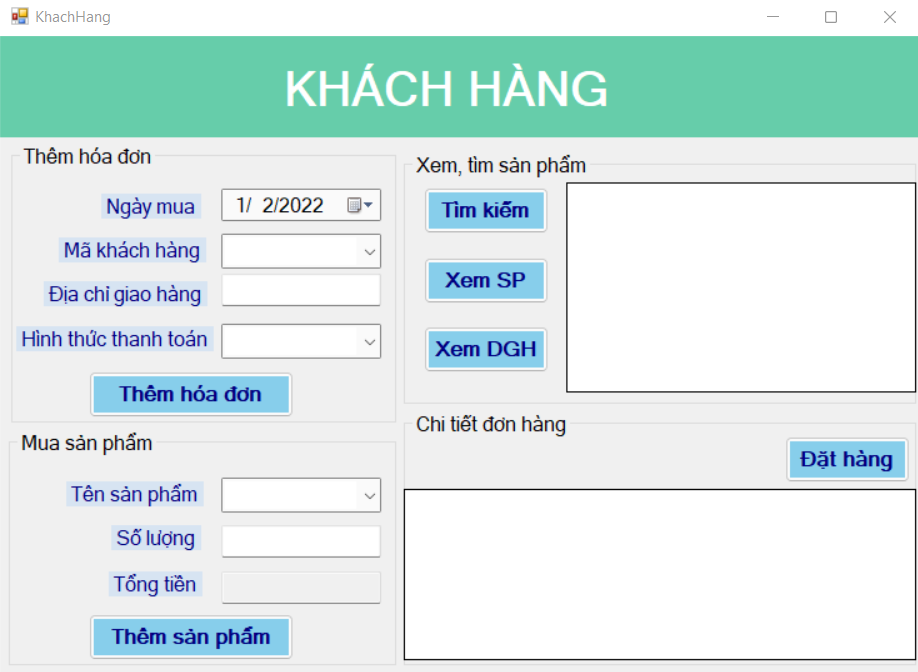 KhachHang
KHÁCH HÀNG
Thêm hóa đơn
Ngày mua
1/ 2/2022
Mã khách hàng
Địa chỉ giao hàng
Hình thức thanh toán
Thêm hóa đơn
Xem, tìm sản phẩm
Tìm kiếm
Xem SP
Xem DGH
Mua sản phẩm
Tên sản phẩm
Số lượng
Tổng tiền
Thêm sản phẩm
Chi tiết đơn hàng
Đặt hàng